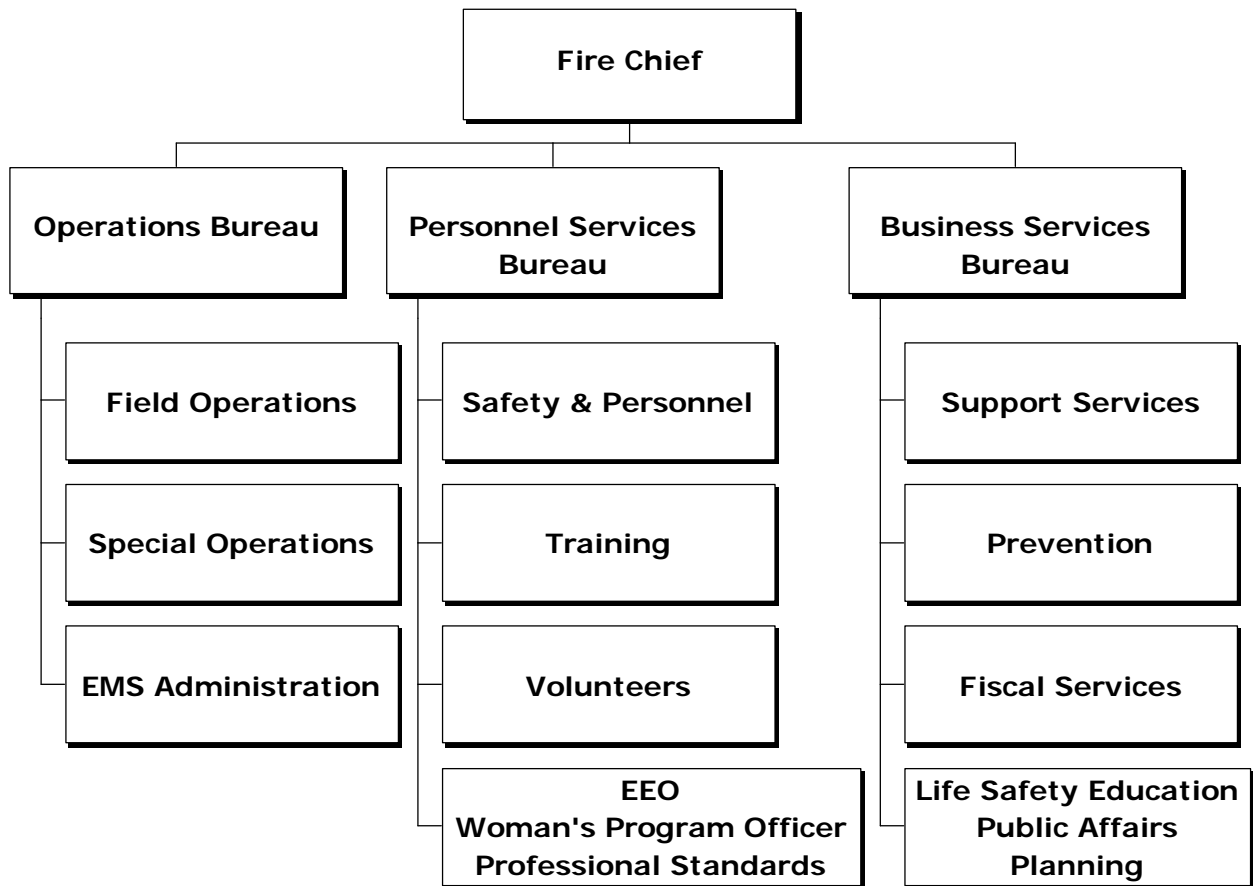 Fire Chief
Operations Bureau
Personnel Services
Bureau
Business Services
Bureau
Field Operations
Safety & Personnel
Support Services
Special Operations
Training
Prevention
EMS Administration
Volunteers
Fiscal Services
EEO
Woman's Program Officer
Professional Standards
Life Safety Education
Public Affairs
Planning